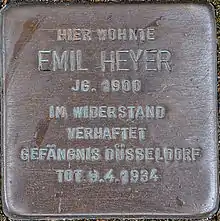 HIER WOHNTE
EMIL HEYER
JG. 1900
IM WIDERSTAND
VERHAFTET
GEFÄNGNIS DÜSSELDORF
TOT 9.4.1934